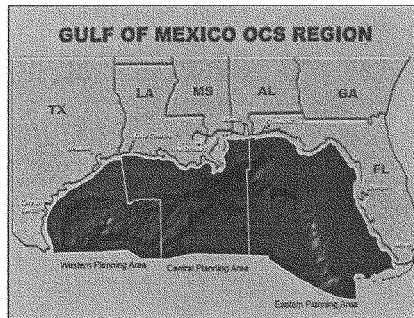 GULF OF MEXICO OCS REGION
TX
LA
MS
AL
GA
FL
Western Planning Area
Central Planning Area
Eastern Planning Area